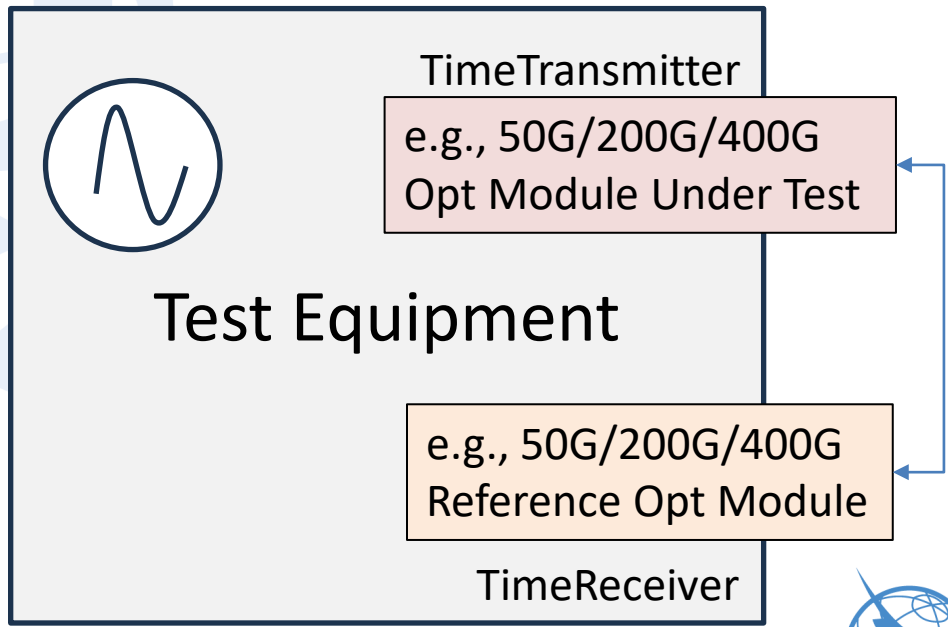 TimeTransmitter
e.g., 50G/200G/400G
Opt Module Under Test
Test Equipment
e.g., 50G/200G/400G
Reference Opt Module
TimeReceiver